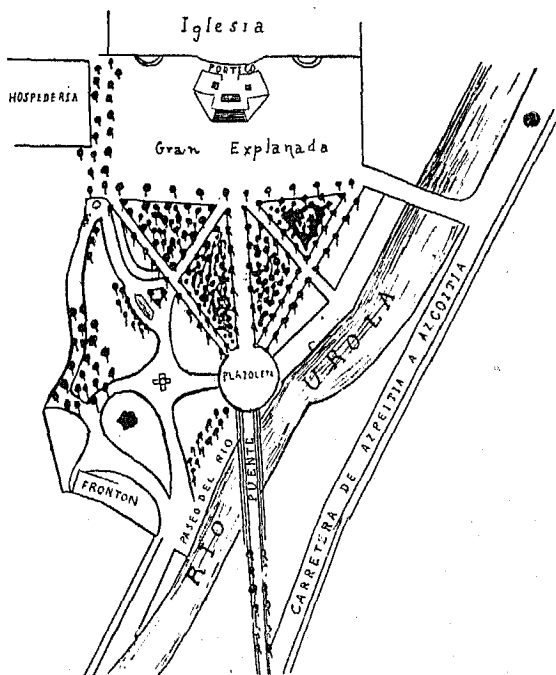 Iglesia
PORTICO
HOSPEDERIA
Gran Explanada
PLAZOLETA
RIO UROLA
CARRETERA DE AZPEITIA A AZCOITIA
PUENTE
PASEO DEL RIO
FRONTON